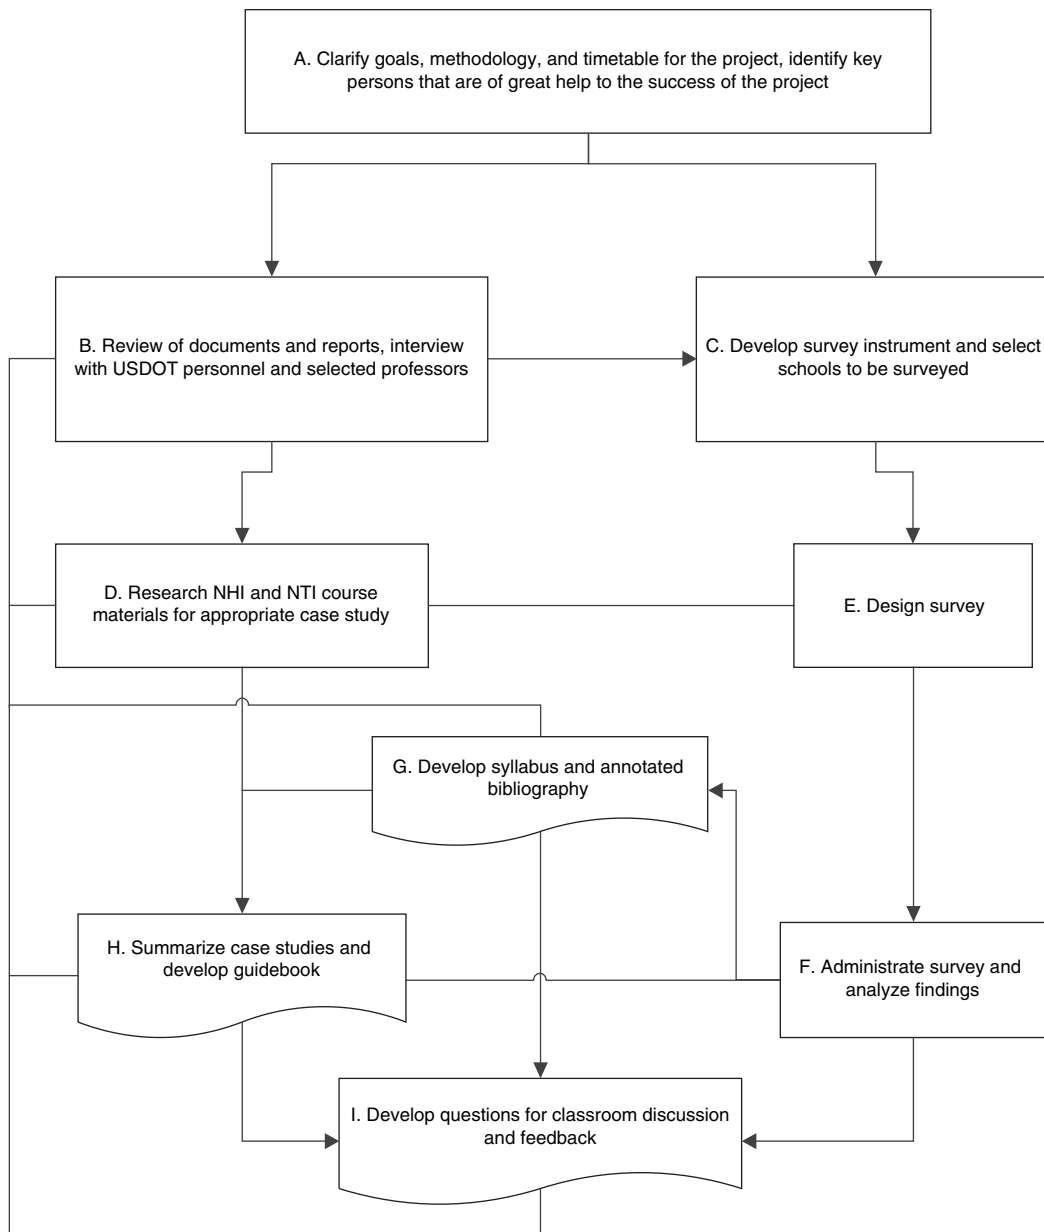 A. Clarify goals, methodology, and timetable for the project, identify key
persons that are of great help to the success of the project
B. Review of documents and reports, interview
with USDOT personnel and selected professors
C. Develop survey instrument and select
schools to be surveyed
D. Research NHI and NTI course
materials for appropriate case study
E. Design survey
G. Develop syllabus and annotated
bibliography
H. Summarize case studies and
develop guidebook
F. Administrate survey and
analyze findings
I. Develop questions for classroom discussion
and feedback